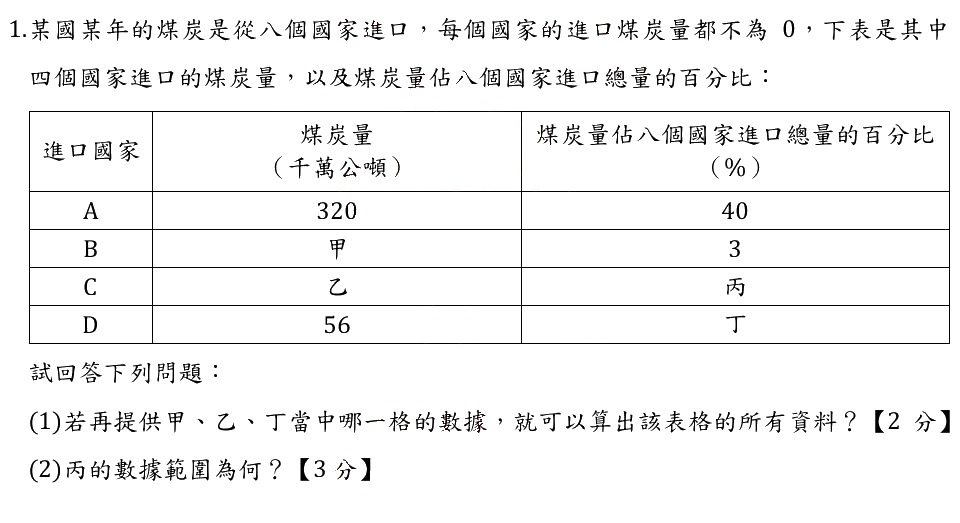 1.某國某年的煤炭是從八個國家進口，每個國家的進口煤炭量都不為 0，下表是其中
四個國家進口的煤炭量，以及煤炭量佔八個國家進口總量的百分比：
進口國家 煤炭量（千萬公噸） 煤炭量佔八個國家進口總量的百分比（%）
A 320 40
B 甲 3
C 乙 丙
D 56 丁
試回答下列問題：
(1)若再提供甲、乙、丁當中哪一格的數據，就可以算出該表格的所有資料？【2 分】
(2)丙的數據範圍為何？【3 分】